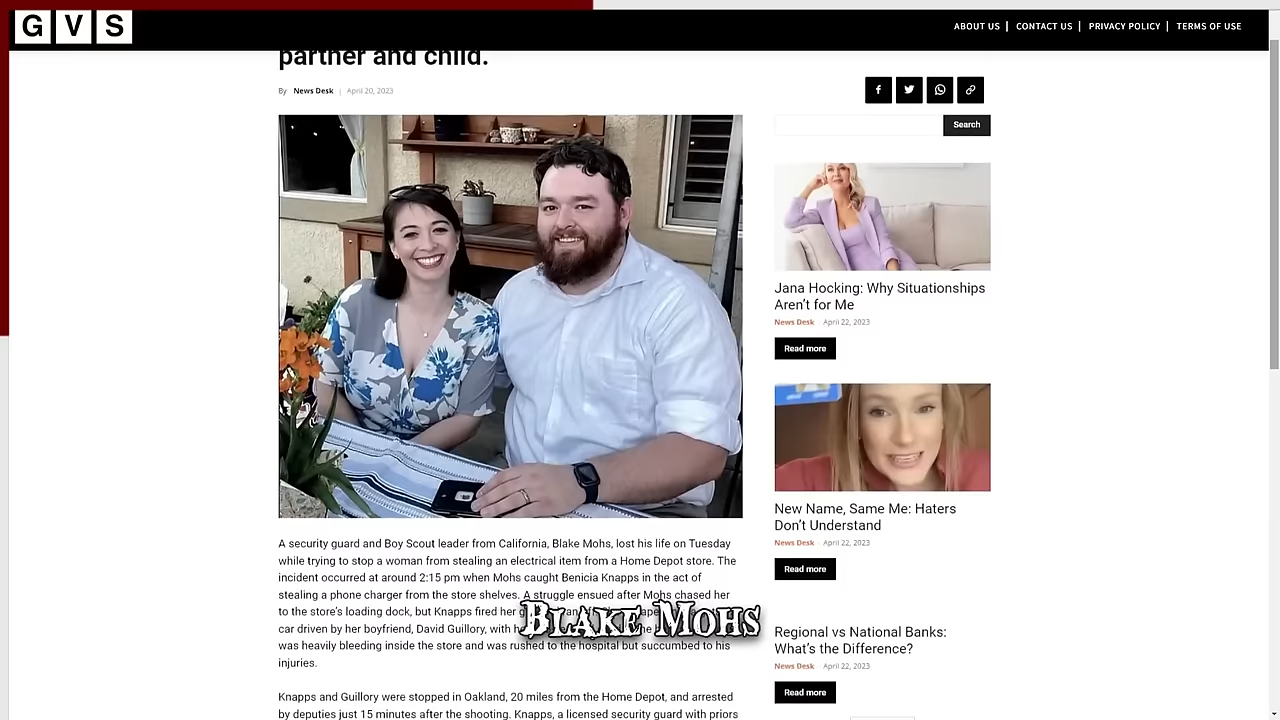 GVS
ABOUT US | CONTACT US | PRIVACY POLICY | TERMS OF USE
partner and child.
By News Desk | April 20, 2023
Search
A security guard and Boy Scout leader from California, Blake Mohs, lost his life on Tuesday
while trying to stop a woman from stealing an electrical item from a Home Depot store. The
incident occurred at around 2:15 pm when Mohs caught Benicia Knapps in the act of
stealing a phone charger from the store shelves. A struggle ensued after Mohs chased her
to the store's loading dock, but Knapps fired her
car driven by her boyfriend, David Guillory, with
was heavily bleeding inside the store and was rushed to the hospital but succumbed to his
injuries.
Blake Mohs
Knapps and Guillory were stopped in Oakland, 20 miles from the Home Depot, and arrested
by deputies just 15 minutes after the shooting. Knapps, a licensed security guard with priors
Jana Hocking: Why Situationships
Aren't for Me
News Desk - April 22, 2023
Read more
New Name, Same Me: Haters
Don't Understand
News Desk - April 22, 2023
Read more
Regional vs National Banks:
What's the Difference?
News Desk - April 22, 2023
Read more